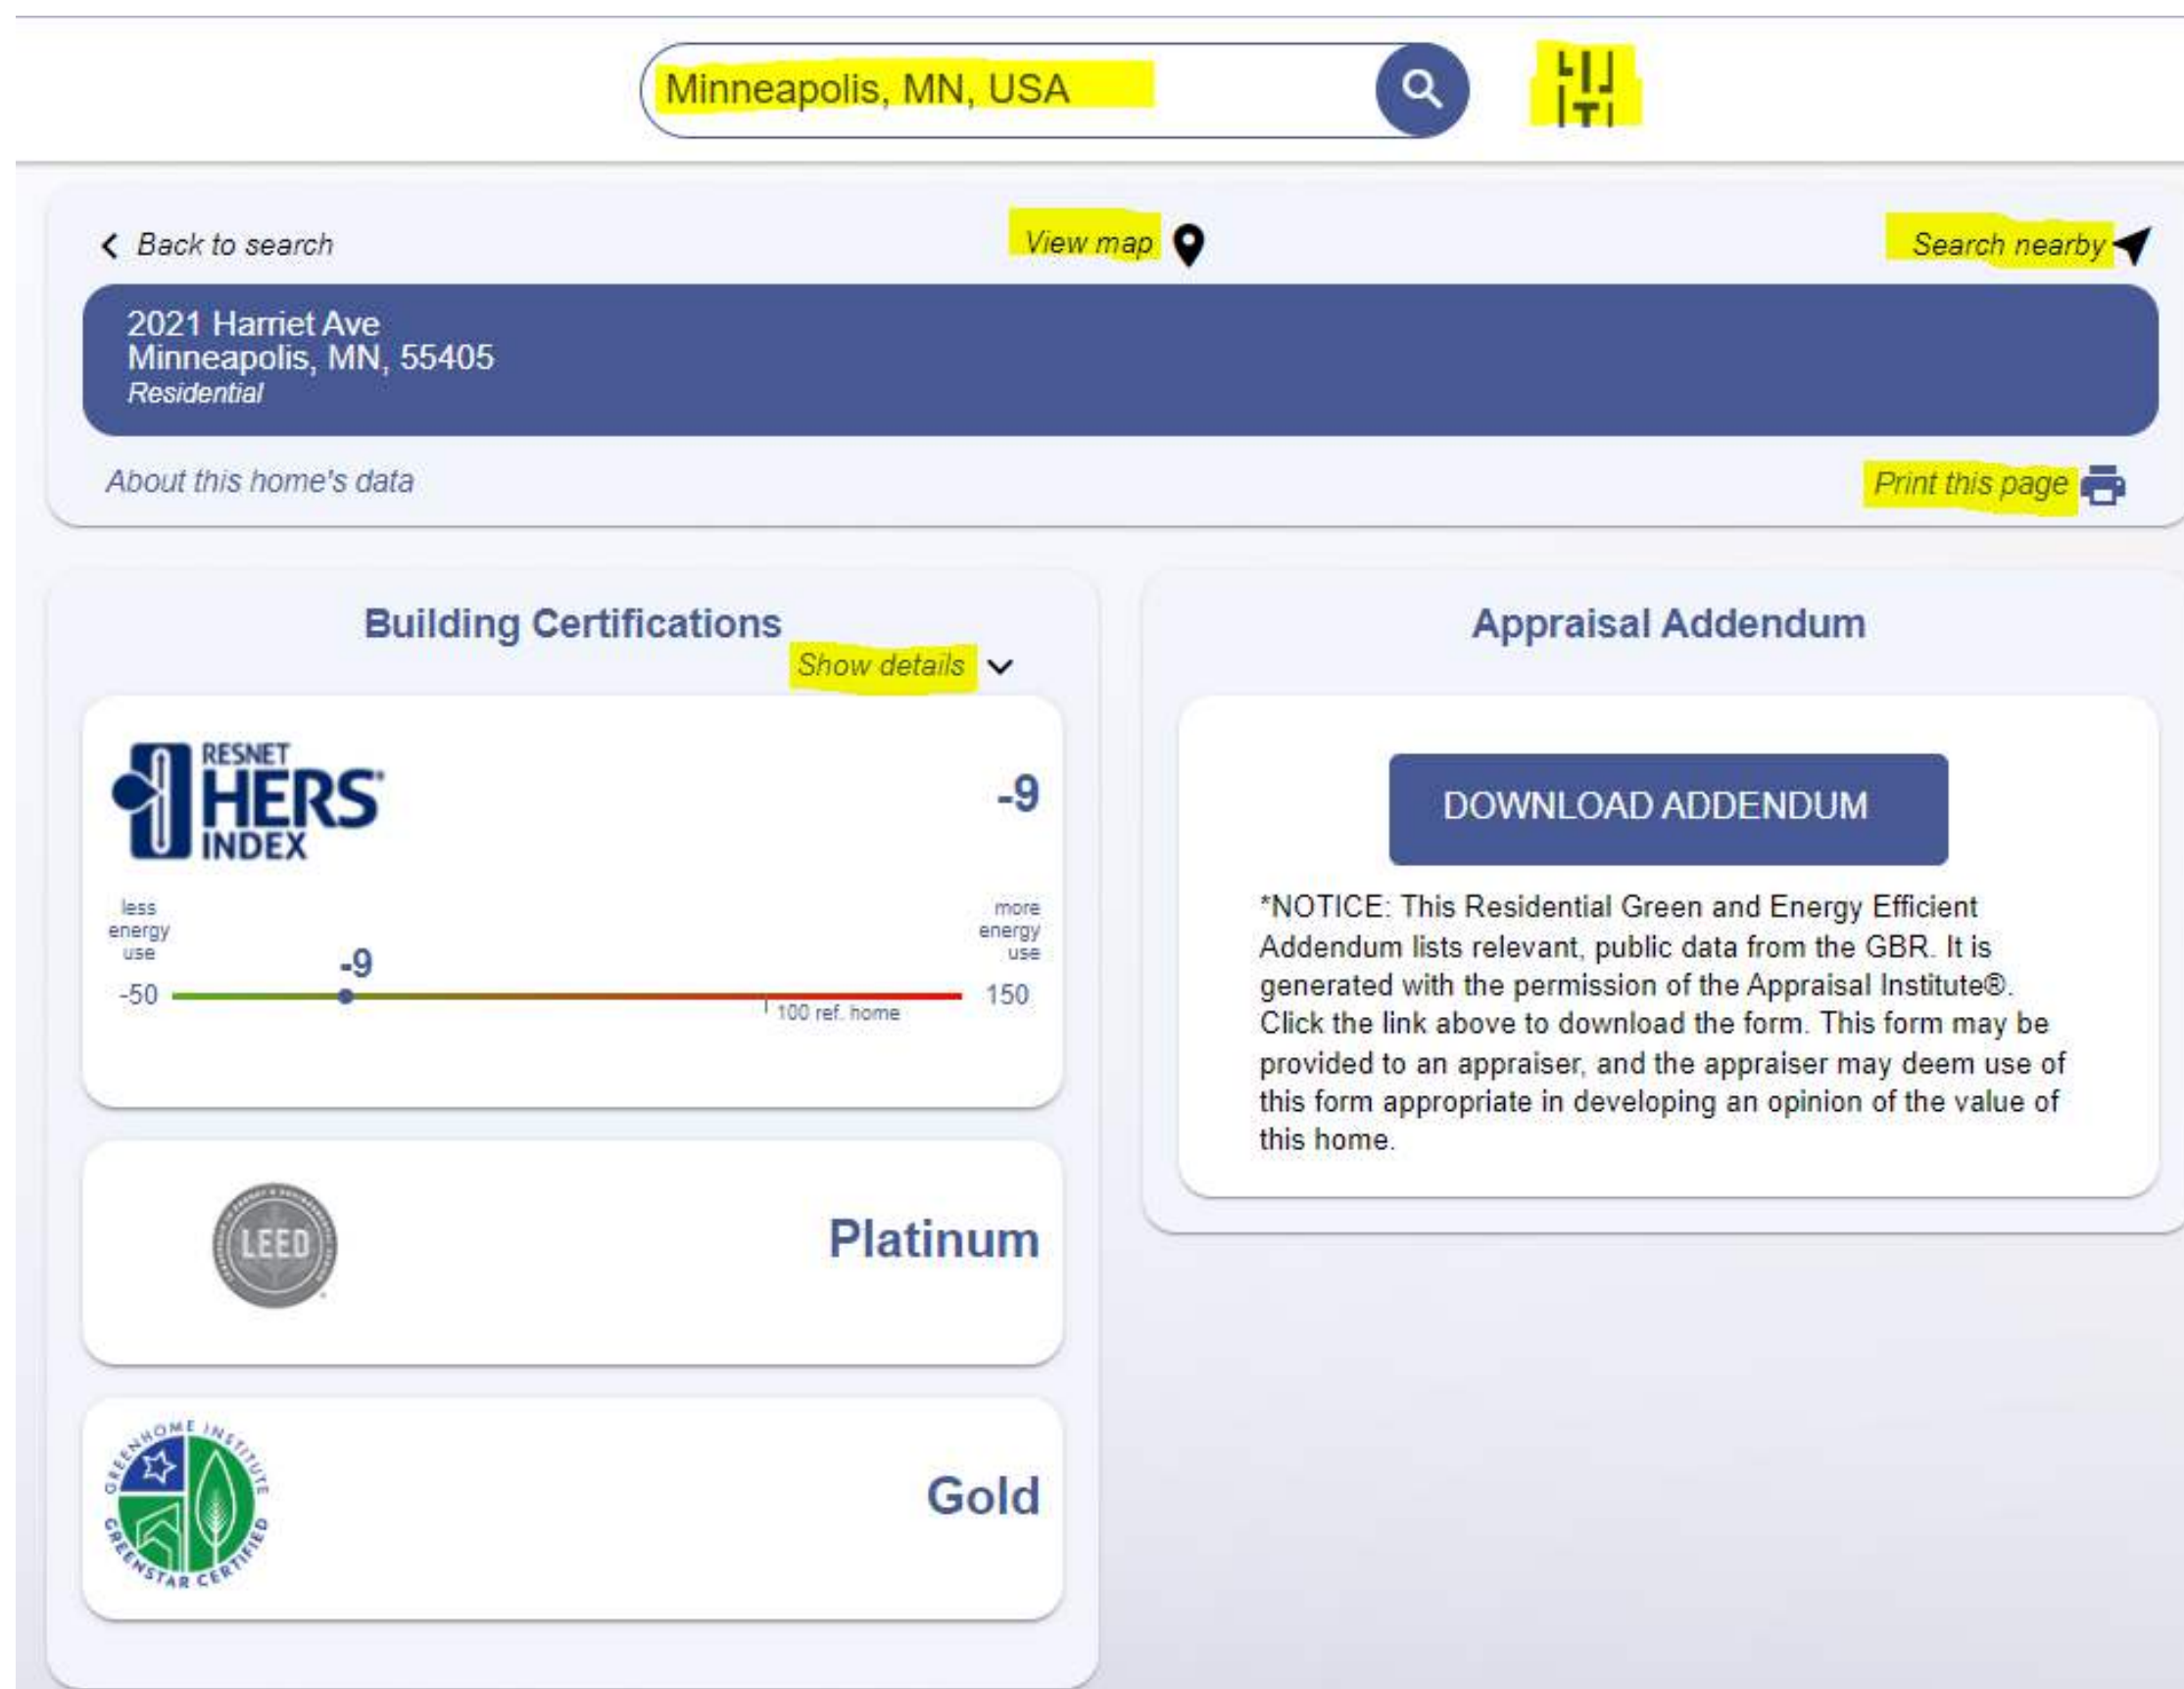 Minneapolis, MN, USA
Back to search
View map
Search nearby
2021 Harriet Ave
Minneapolis, MN, 55405
Residential
About this home's data
Print this page
Building Certifications
Show details
RESNET
HERS®
INDEX
-9
less
energy
use
more
energy
use
-9
-50
150
100 ref. home
LEED
Platinum
GREENHOME INSTITUTE
GREENSTAR CERTIFIED
Gold
Appraisal Addendum
DOWNLOAD ADDENDUM
*NOTICE: This Residential Green and Energy Efficient
Addendum lists relevant, public data from the GBR. It is
generated with the permission of the Appraisal Institute®.
Click the link above to download the form. This form may be
provided to an appraiser, and the appraiser may deem use of
this form appropriate in developing an opinion of the value of
this home.